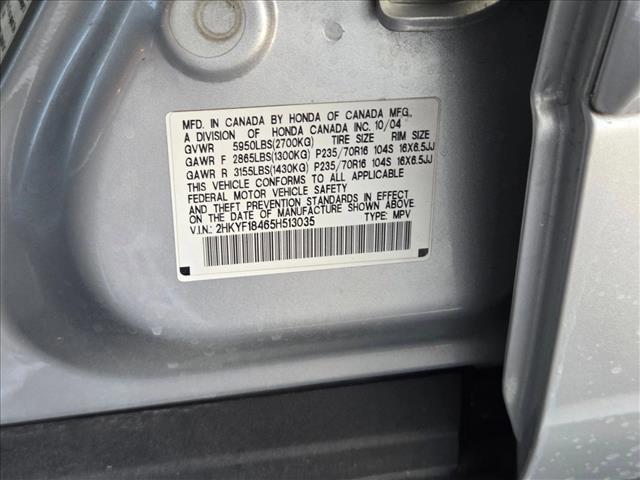 MFD. IN CANADA BY HONDA OF CANADA MFG.,
A DIVISION OF HONDA CANADA INC. 10/04
GVWR 5950LBS(2700KG) TIRE SIZE RIM SIZE
GAWR F 2865LBS(1300KG) P235/70R16 104S 16X6.5JJ
GAWR R 3155LBS(1430KG) P235/70R16 104S 16X6.5JJ
THIS VEHICLE CONFORMS TO ALL APPLICABLE
FEDERAL MOTOR VEHICLE SAFETY
AND THEFT PREVENTION STANDARDS IN EFFECT
ON THE DATE OF MANUFACTURE SHOWN ABOVE.
V.I.N.: 2HKYF18465H513035 TYPE: MPV